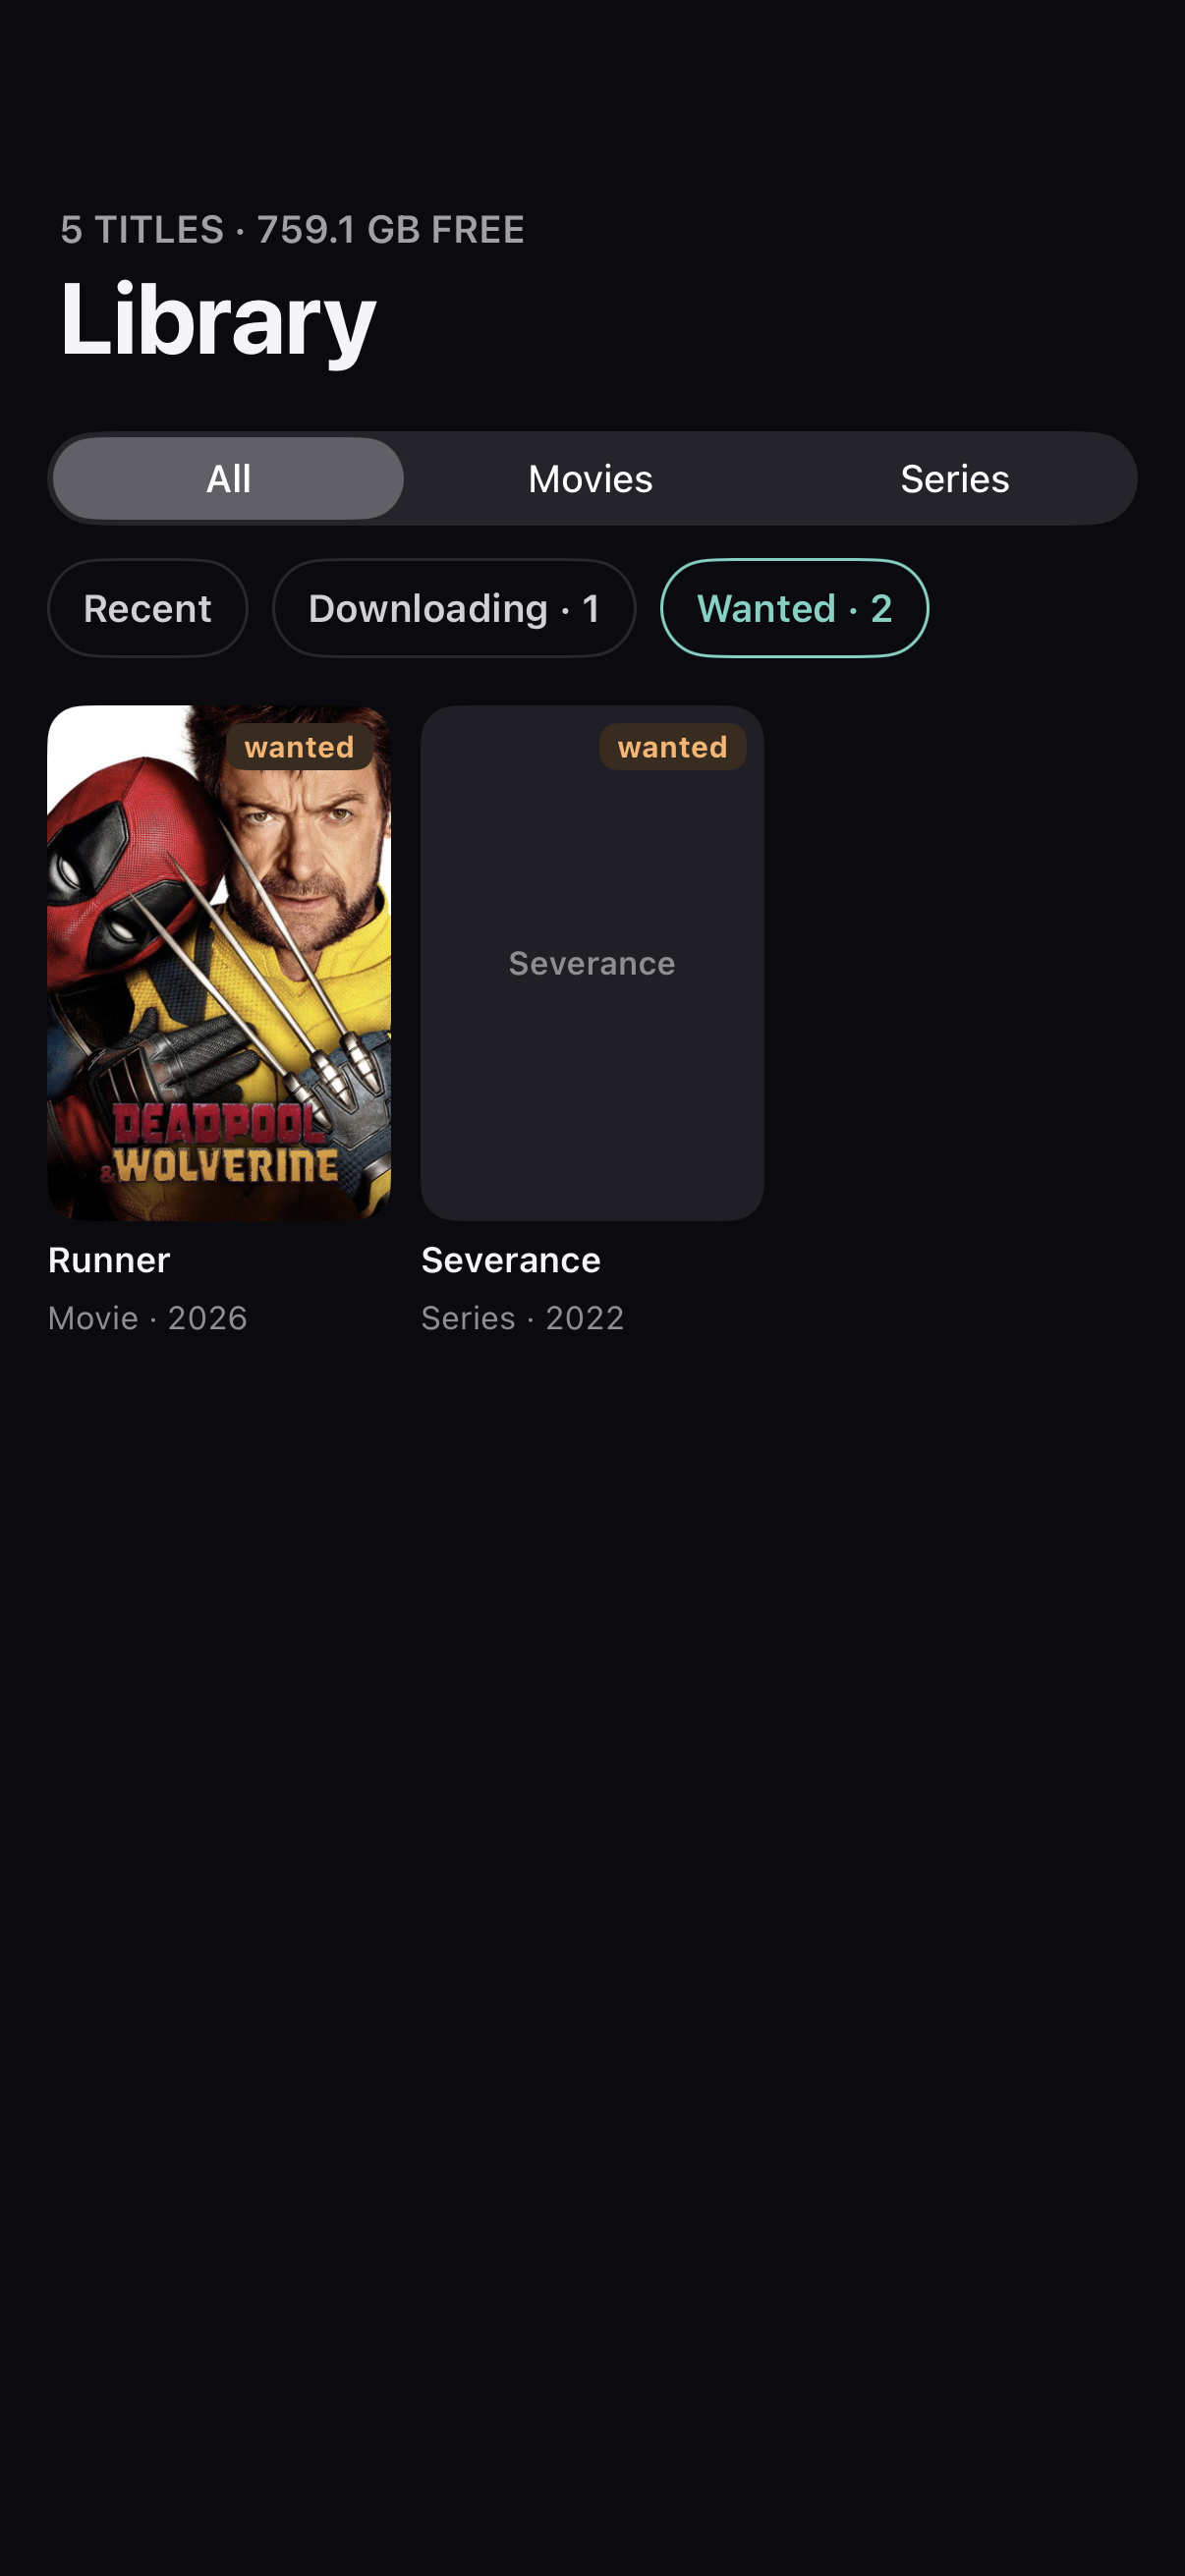 5 TITLES · 759.1 GB FREE
Library
All Movies Series
Recent Downloading · 1 Wanted · 2
wanted wanted
Severance
DEADPOOL
&WOLVERINE
Runner Severance
Movie · 2026 Series · 2022